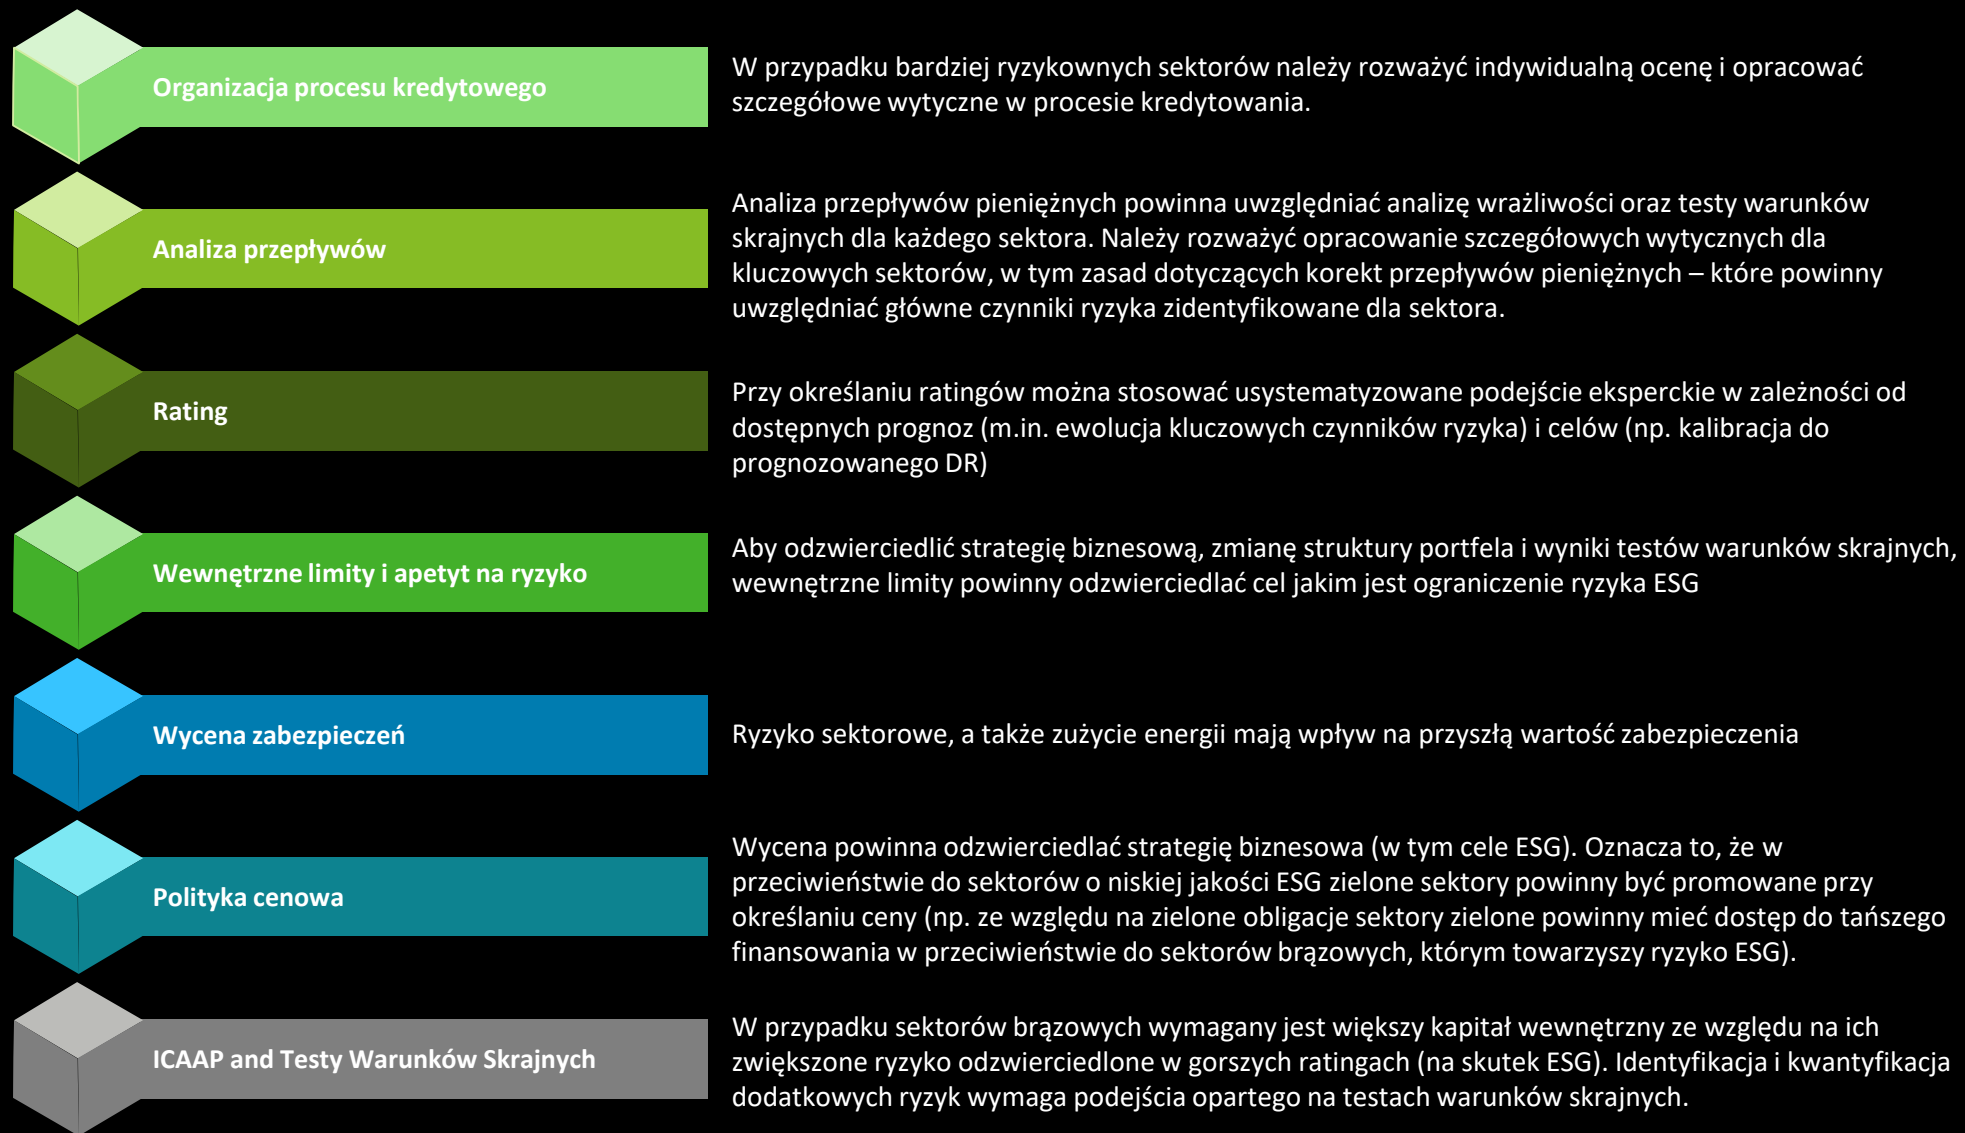 Organizacja procesu kredytowego
W przypadku bardziej ryzykownych sektorów należy rozważyć indywidualną ocenę i opracować
szczegółowe wytyczne w procesie kredytowania.
Analiza przepływów
Analiza przepływów pieniężnych powinna uwzględniać analizę wrażliwości oraz testy warunków
skrajnych dla każdego sektora. Należy rozważyć opracowanie szczegółowych wytycznych dla
kluczowych sektorów, w tym zasad dotyczących korekt przepływów pieniężnych – które powinny
uwzględniać główne czynniki ryzyka zidentyfikowane dla sektora.
Rating
Przy określaniu ratingów można stosować usystematyzowane podejście eksperckie w zależności od
dostępnych prognoz (m.in. ewolucja kluczowych czynników ryzyka) i celów (np. kalibracja do
prognozowanego DR)
Wewnętrzne limity i apetyt na ryzyko
Aby odzwierciedlić strategię biznesową, zmianę struktury portfela i wyniki testów warunków skrajnych,
wewnętrzne limity powinny odzwierciedlać cel jakim jest ograniczenie ryzyka ESG
Wycena zabezpieczeń
Ryzyko sektorowe, a także zużycie energii mają wpływ na przyszłą wartość zabezpieczenia
Polityka cenowa
Wycena powinna odzwierciedlać strategię biznesowa (w tym cele ESG). Oznacza to, że w
przeciwieństwie do sektorów o niskiej jakości ESG zielone sektory powinny być promowane przy
określaniu ceny (np. ze względu na zielone obligacje sektory zielone powinny mieć dostęp do tańszego
finansowania w przeciwieństwie do sektorów brązowych, którym towarzyszy ryzyko ESG).
ICAAP and Testy Warunków Skrajnych
W przypadku sektorów brązowych wymagany jest większy kapitał wewnętrzny ze względu na ich
zwiększone ryzyko odzwierciedlone w gorszych ratingach (na skutek ESG). Identyfikacja i kwantyfikacja
dodatkowych ryzyk wymaga podejścia opartego na testach warunków skrajnych.